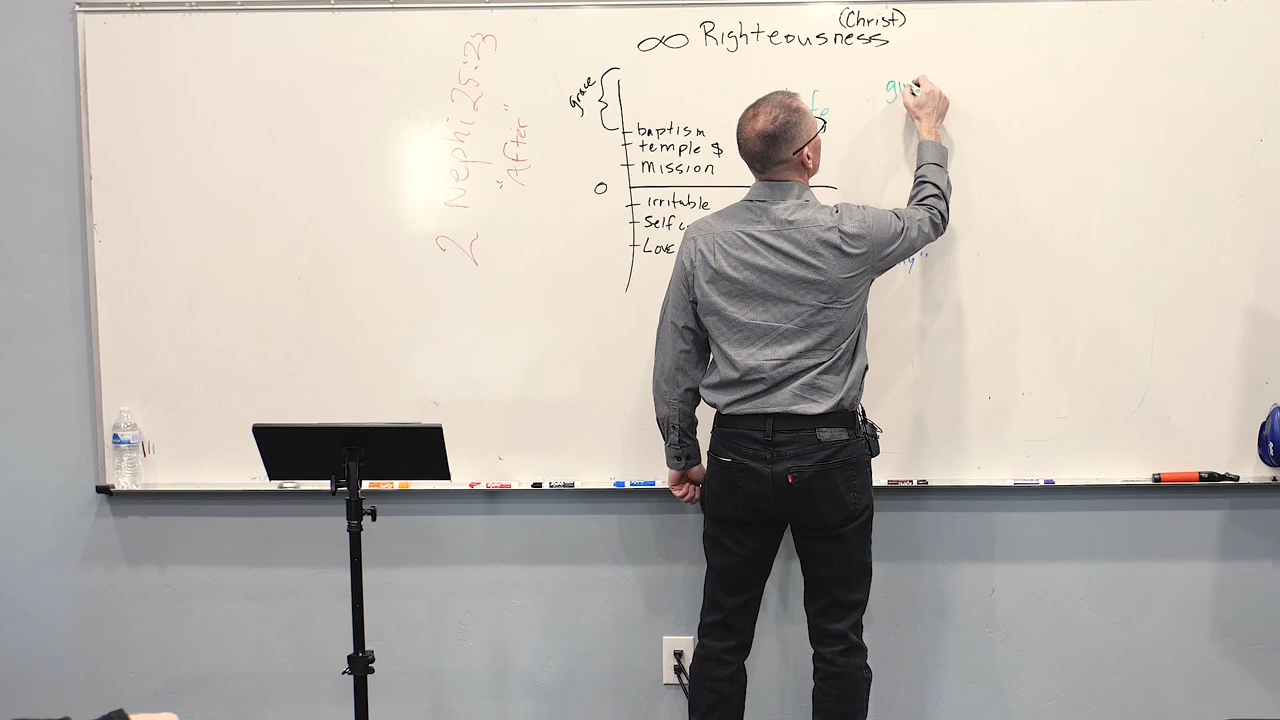 (Christ)
∞ Righteousness
grace
baptism
temple $
mission
0
irritable
Self
Love
2 Nephi 25:23
"After"